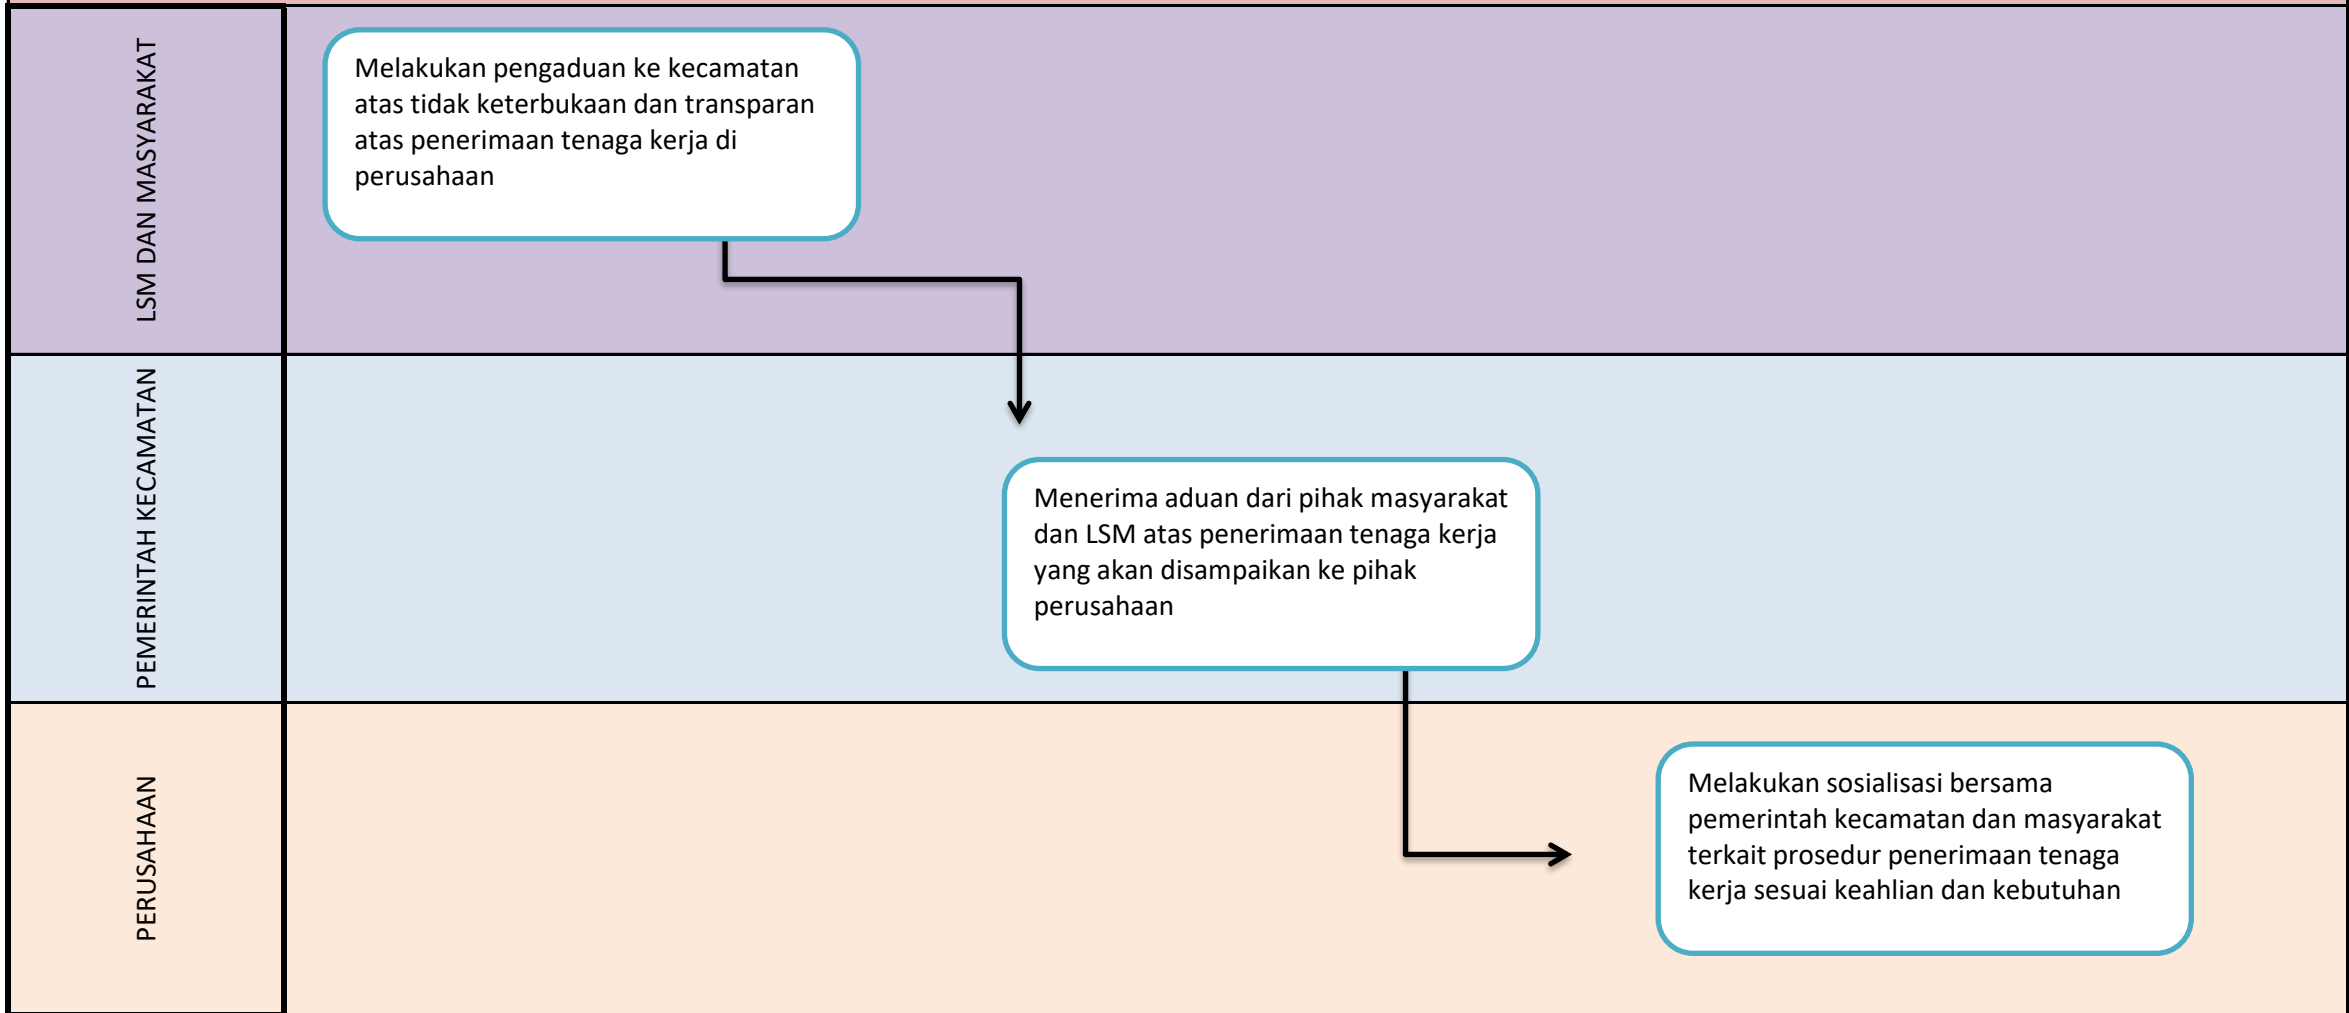 LSM DAN MASYARAKAT
Melakukan pengaduan ke kecamatan
atas tidak keterbukaan dan transparan
atas penerimaan tenaga kerja di
perusahaan
PEMERINTAH KECAMATAN
Menerima aduan dari pihak masyarakat
dan LSM atas penerimaan tenaga kerja
yang akan disampaikan ke pihak
perusahaan
PERUSAHAAN
Melakukan sosialisasi bersama
pemerintah kecamatan dan masyarakat
terkait prosedur penerimaan tenaga
kerja sesuai keahlian dan kebutuhan